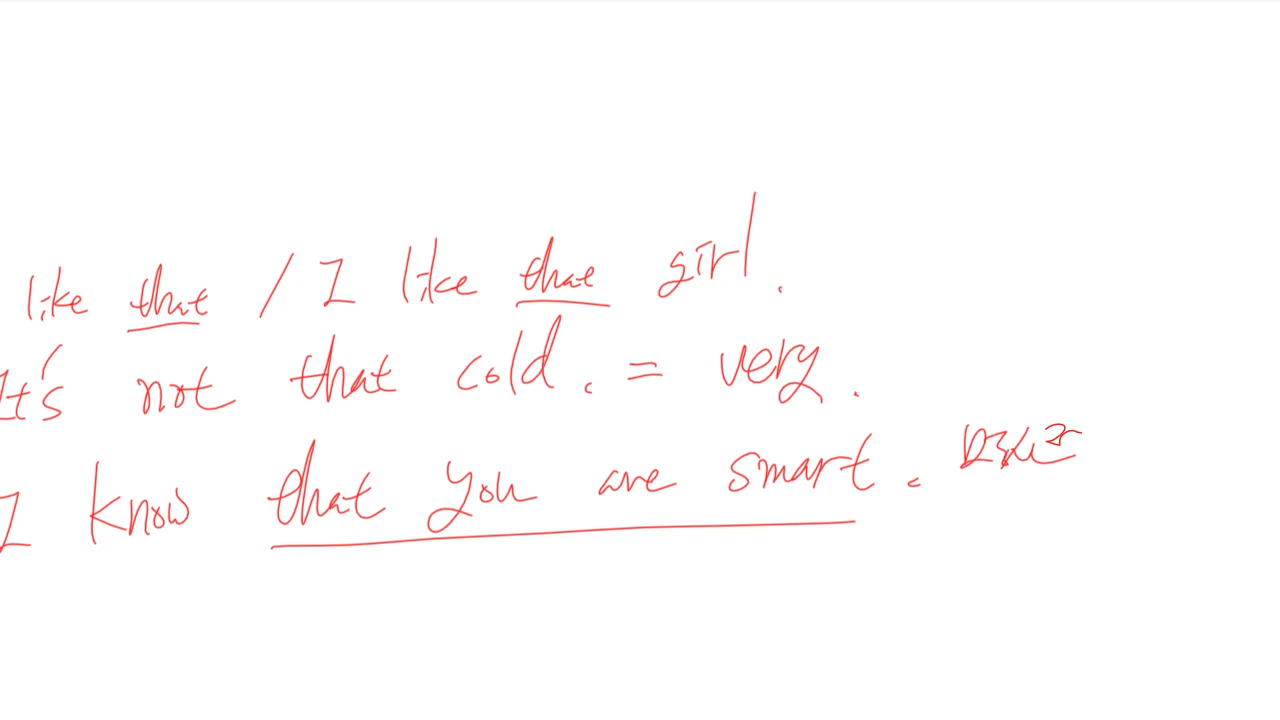 like that / I like that girl.
It's not that cold. = very.
I know that you are smart.